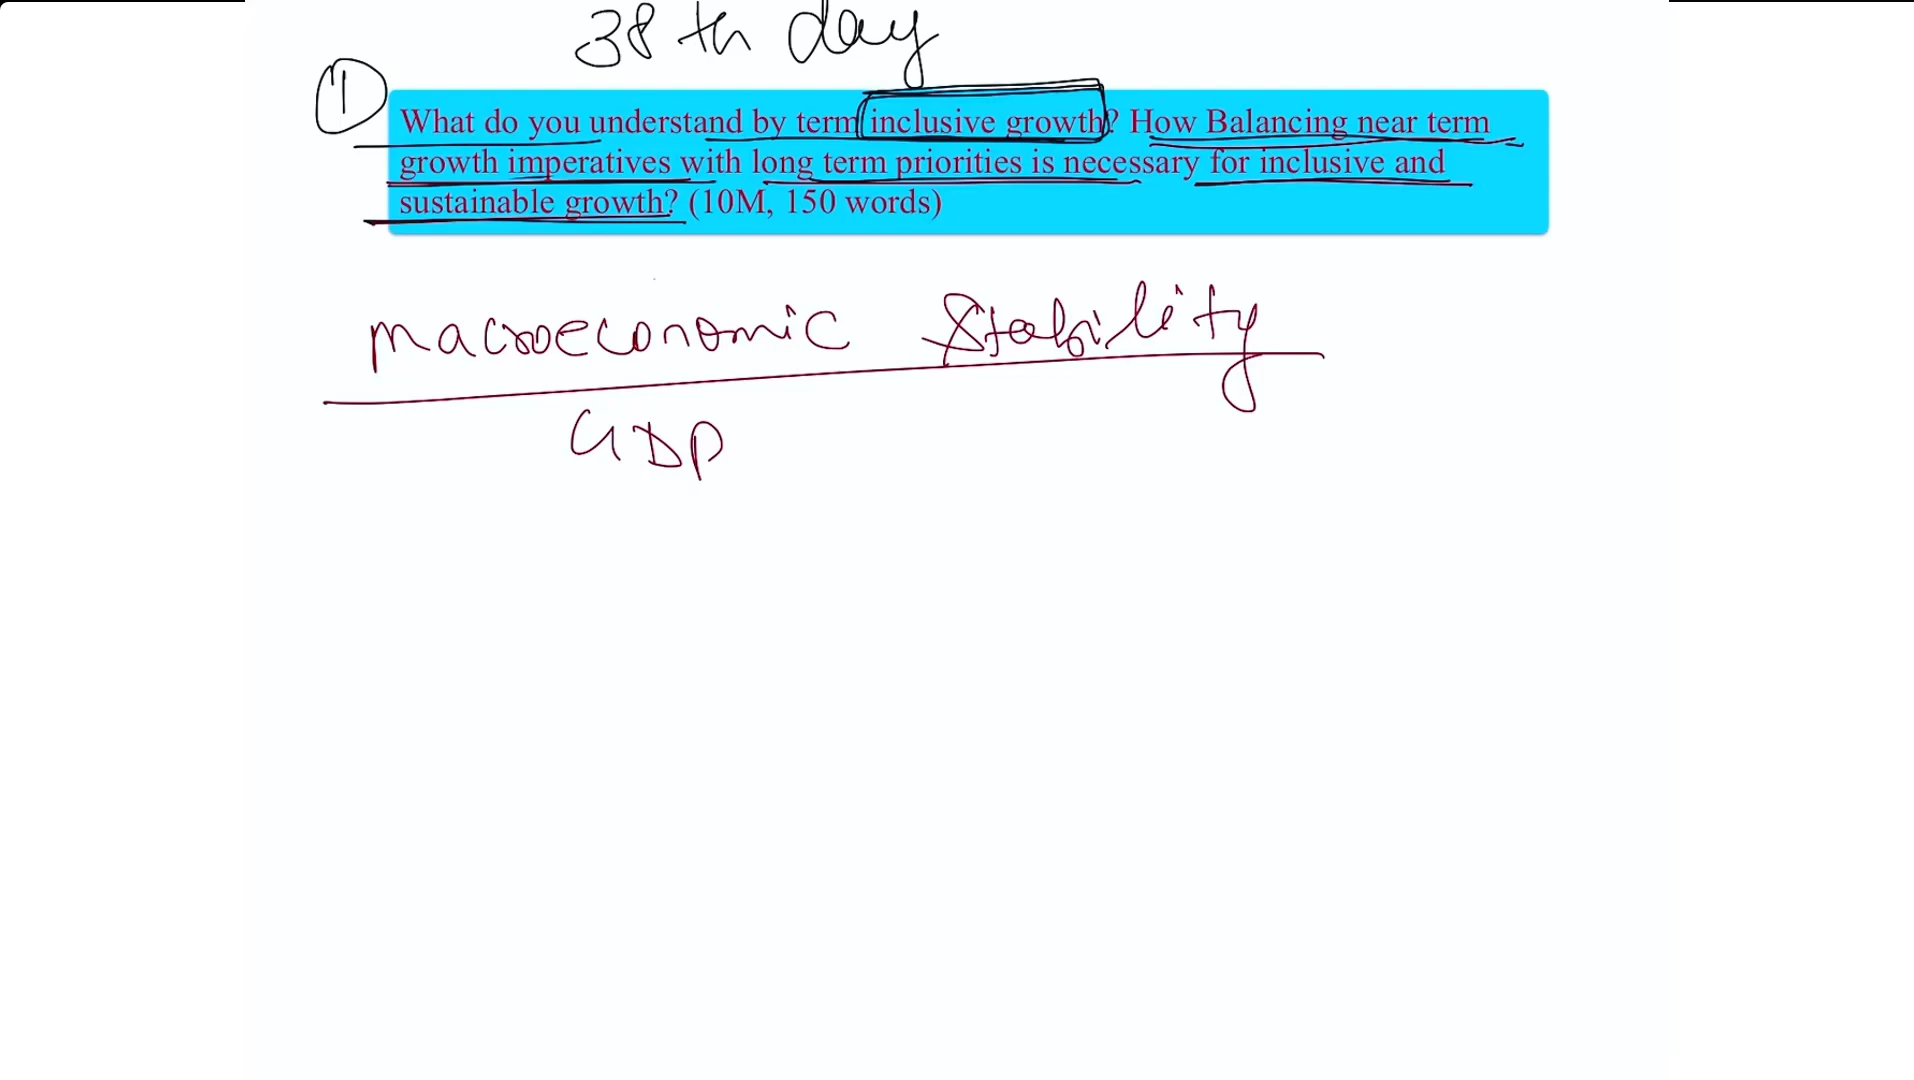 38 th day
1
What do you understand by term inclusive growth? How Balancing near term
growth imperatives with long term priorities is necessary for inclusive and
sustainable growth? (10M, 150 words)
macroeconomic stability
GDP